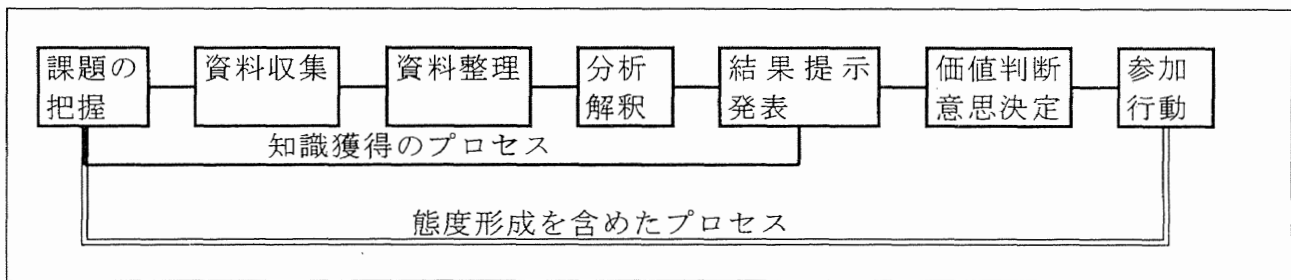 課題の
把握
資料収集
資料整理
分析
解釈
結果提示
発表
価値判断
意思決定
参加
行動
知識獲得のプロセス
態度形成を含めたプロセス